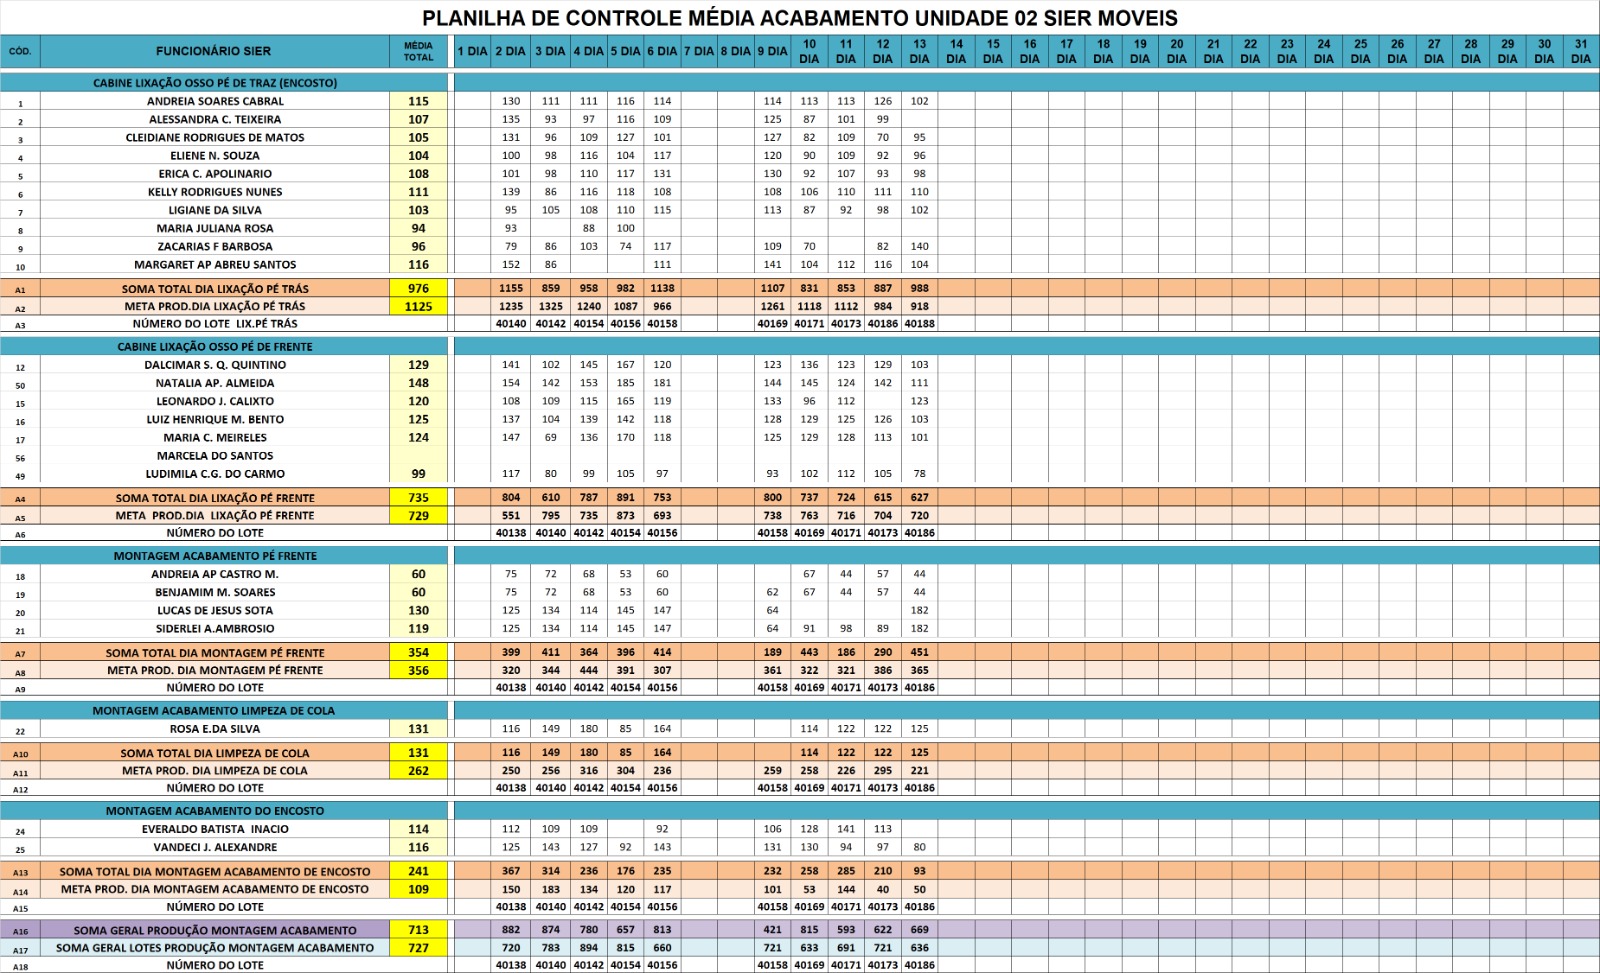 PLANILHA DE CONTROLE MÉDIA ACABAMENTO UNIDADE 02 SIER MOVEIS
CÓD. FUNCIONÁRIO SIER MÉDIA TOTAL 1 DIA 2 DIA 3 DIA 4 DIA 5 DIA 6 DIA 7 DIA 8 DIA 9 DIA 10 DIA 11 DIA 12 DIA 13 DIA 14 DIA 15 DIA 16 DIA 17 DIA 18 DIA 19 DIA 20 DIA 21 DIA 22 DIA 23 DIA 24 DIA 25 DIA 26 DIA 27 DIA 28 DIA 29 DIA 30 DIA 31 DIA
CABINE LIXAÇÃO OSSO PÉ DE TRAZ (ENCOSTO)
1 ANDREIA SOARES CABRAL 115 130 111 111 116 114 114 113 113 126 102
2 ALESSANDRA C. TEIXEIRA 107 135 93 97 116 109 125 87 101 99
3 CLEIDIANE RODRIGUES DE MATOS 105 131 96 109 127 101 127 82 109 70 95
4 ELIENE N. SOUZA 104 100 98 116 104 117 120 90 109 92 96
5 ERICA C. APOLINARIO 108 101 98 110 117 131 130 92 107 93 98
6 KELLY RODRIGUES NUNES 111 139 86 116 118 108 108 106 110 111 110
7 LIGIANE DA SILVA 103 95 105 108 110 115 113 87 92 98 102
8 MARIA JULIANA ROSA 94 93 88 100
9 ZACARIAS F BARBOSA 96 79 86 103 74 117 109 70 82 140
10 MARGARET AP ABREU SANTOS 116 152 86 111 141 104 112 116 104
A1 SOMA TOTAL DIA LIXAÇÃO PÉ TRÁS 976 1155 859 958 982 1138 1107 831 853 887 988
A2 META PROD.DIA LIXAÇÃO PÉ TRÁS 1125 1235 1325 1240 1087 966 1261 1118 1112 984 918
A3 NÚMERO DO LOTE LIX.PÉ TRÁS 40140 40142 40154 40156 40158 40169 40171 40173 40186 40188
CABINE LIXAÇÃO OSSO PÉ DE FRENTE
12 DALCIMAR S. Q. QUINTINO 129 141 102 145 167 120 123 136 123 129 103
50 NATALIA AP. ALMEIDA 148 154 142 153 185 181 144 145 124 142 111
15 LEONARDO J. CALIXTO 120 108 109 115 165 119 133 96 112 123
16 LUIZ HENRIQUE M. BENTO 125 137 104 139 142 118 128 129 125 126 103
17 MARIA C. MEIRELES 124 147 69 136 170 118 125 129 128 113 101
56 MARCELA DO SANTOS
49 LUDIMILA C.G. DO CARMO 99 117 80 99 105 97 93 102 112 105 78
A4 SOMA TOTAL DIA LIXAÇÃO PÉ FRENTE 735 804 610 787 891 753 800 737 724 615 627
A5 META PROD.DIA LIXAÇÃO PÉ FRENTE 729 551 795 735 873 693 738 763 716 704 720
A6 NÚMERO DO LOTE 40138 40140 40142 40154 40156 40158 40169 40171 40173 40186
MONTAGEM ACABAMENTO PÉ FRENTE
18 ANDREIA AP CASTRO M. 60 75 72 68 53 60 67 44 57 44
19 BENJAMIM M. SOARES 60 75 72 68 53 60 62 67 44 57 44
20 LUCAS DE JESUS SOTA 130 125 134 114 145 147 64 182
21 SIDERLEI A.AMBROSIO 119 125 134 114 145 147 64 91 98 89 182
A7 SOMA TOTAL DIA MONTAGEM PÉ FRENTE 354 399 411 364 396 414 189 443 186 290 451
A8 META PROD. DIA MONTAGEM PÉ FRENTE 356 320 344 444 391 307 361 322 321 386 365
A9 NÚMERO DO LOTE 40138 40140 40142 40154 40156 40158 40169 40171 40173 40186
MONTAGEM ACABAMENTO LIMPEZA DE COLA
22 ROSA E.DA SILVA 131 116 149 180 85 164 114 122 122 125
A10 SOMA TOTAL DIA LIMPEZA DE COLA 131 116 149 180 85 164 114 122 122 125
A11 META PROD. DIA LIMPEZA DE COLA 262 250 256 316 304 236 259 258 226 295 221
A12 NÚMERO DO LOTE 40138 40140 40142 40154 40156 40158 40169 40171 40173 40186
MONTAGEM ACABAMENTO DO ENCOSTO
24 EVERALDO BATISTA INACIO 114 112 109 109 92 106 128 141 113
25 VANDECI J. ALEXANDRE 116 125 143 127 92 143 131 130 94 97 80
A13 SOMA TOTAL DIA MONTAGEM ACABAMENTO DE ENCOSTO 241 367 314 236 176 235 232 258 285 210 93
A14 META PROD. DIA MONTAGEM ACABAMENTO DE ENCOSTO 109 150 183 134 120 117 101 53 144 40 50
A15 NÚMERO DO LOTE 40138 40140 40142 40154 40156 40158 40169 40171 40173 40186
A16 SOMA GERAL PRODUÇÃO MONTAGEM ACABAMENTO 713 882 874 780 657 813 421 815 593 622 669
A17 SOMA GERAL LOTES PRODUÇÃO MONTAGEM ACABAMENTO 727 720 783 894 815 660 721 633 691 721 636
A18 NÚMERO DO LOTE 40138 40140 40142 40154 40156 40158 40169 40171 40173 40186